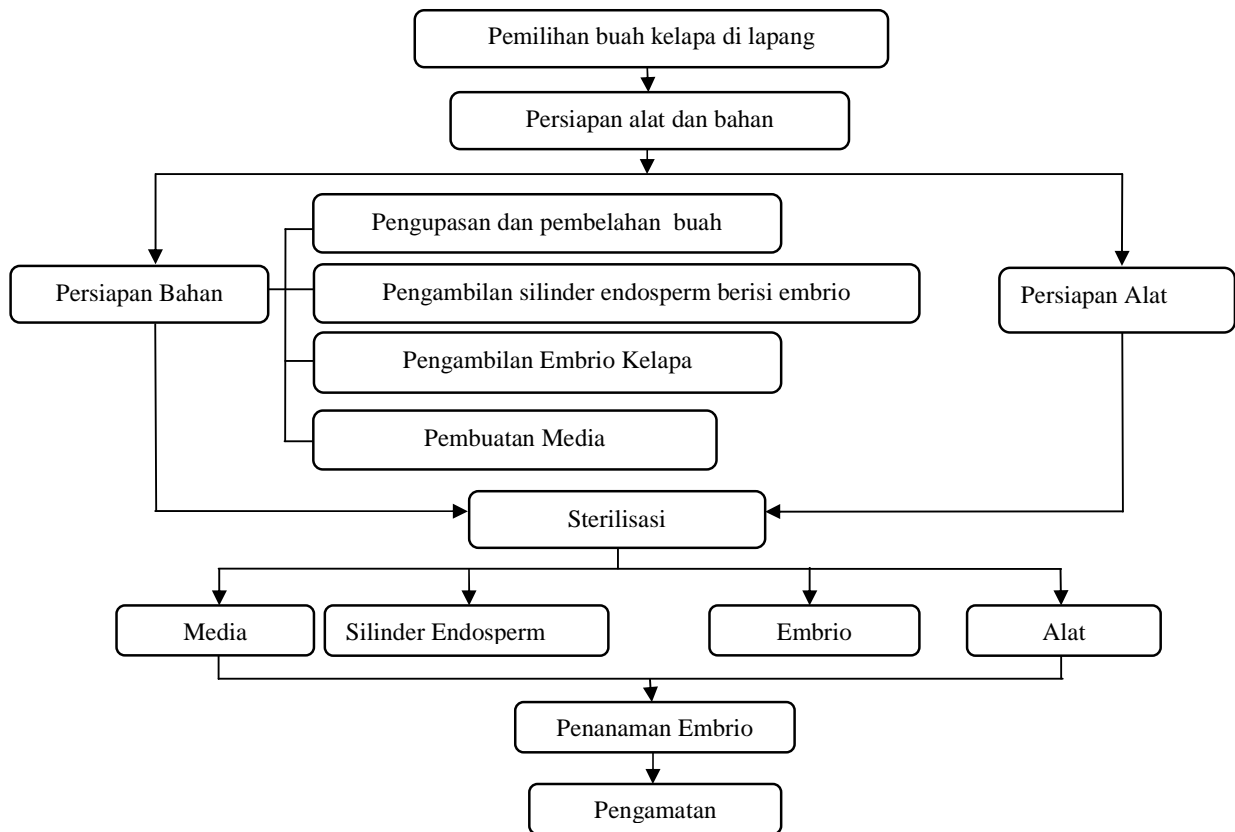 Pemilihan buah kelapa di lapang
Persiapan alat dan bahan
Pengupasan dan pembelahan buah
Persiapan Bahan
Pengambilan silinder endosperm berisi embrio
Persiapan Alat
Pengambilan Embrio Kelapa
Pembuatan Media
Sterilisasi
Media
Silinder Endosperm
Embrio
Alat
Penanaman Embrio
Pengamatan